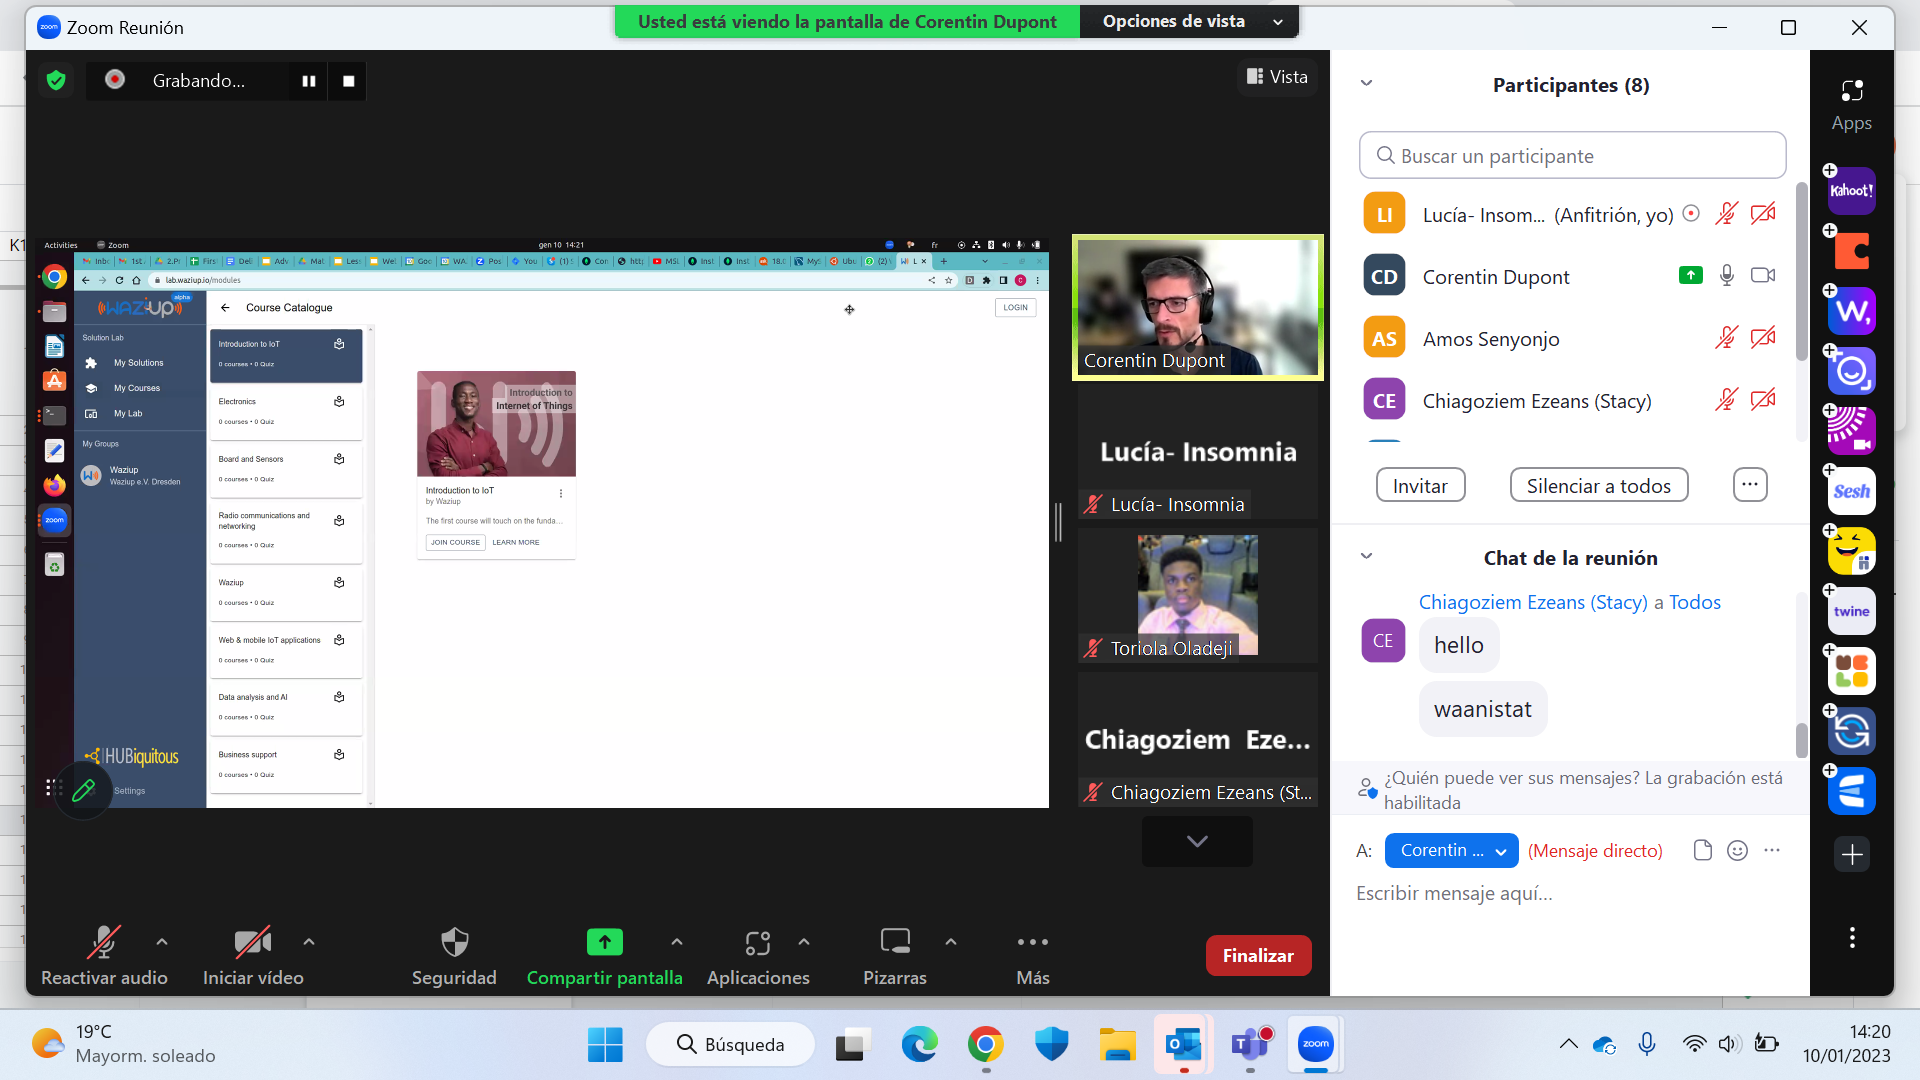 Zoom Reunión
Usted está viendo la pantalla de Corentin Dupont
Opciones de vista
Grabando...
Vista
K1
Activities
Zoom
gen 10 14:21
fr
lab.waziup.io/modules
WAZIUP
alpha
Course Catalogue
LOGIN
Solution Lab
My Solutions
My Courses
My Lab
My Groups
Waziup
Waziup e.V. Dresden
HUBiquitous
Settings
Introduction to IoT
0 courses • 0 Quiz
Electronics
0 courses • 0 Quiz
Board and Sensors
0 courses • 0 Quiz
Radio communications and
networking
0 courses • 0 Quiz
Waziup
0 courses • 0 Quiz
Web & mobile IoT applications
0 courses • 0 Quiz
Data analysis and AI
0 courses • 0 Quiz
Business support
0 courses • 0 Quiz
Introduction to
Internet of Things
Introduction to IoT
by Waziup
The first course will touch on the funda...
JOIN COURSE
LEARN MORE
Corentin Dupont
Lucía- Insomnia
Lucía- Insomnia
Toriola Oladeji
Chiagoziem Eze...
Chiagoziem Ezeans (St...
Participantes (8)
Buscar un participante
LI
Lucía- Insom... (Anfitrión, yo)
CD
Corentin Dupont
AS
Amos Senyonjo
CE
Chiagoziem Ezeans (Stacy)
Invitar
Silenciar a todos
Chat de la reunión
Chiagoziem Ezeans (Stacy) a Todos
CE
hello
waanistat
¿Quién puede ver sus mensajes? La grabación está
habilitada
A:
Corentin ...
(Mensaje directo)
Escribir mensaje aquí...
Apps
Kahoot!
W,
Sesh
twine
Reactivar audio
Iniciar vídeo
Seguridad
Compartir pantalla
Aplicaciones
Pizarras
Más
Finalizar
19°C
Mayorm. soleado
Búsqueda
zoom
14:20
10/01/2023